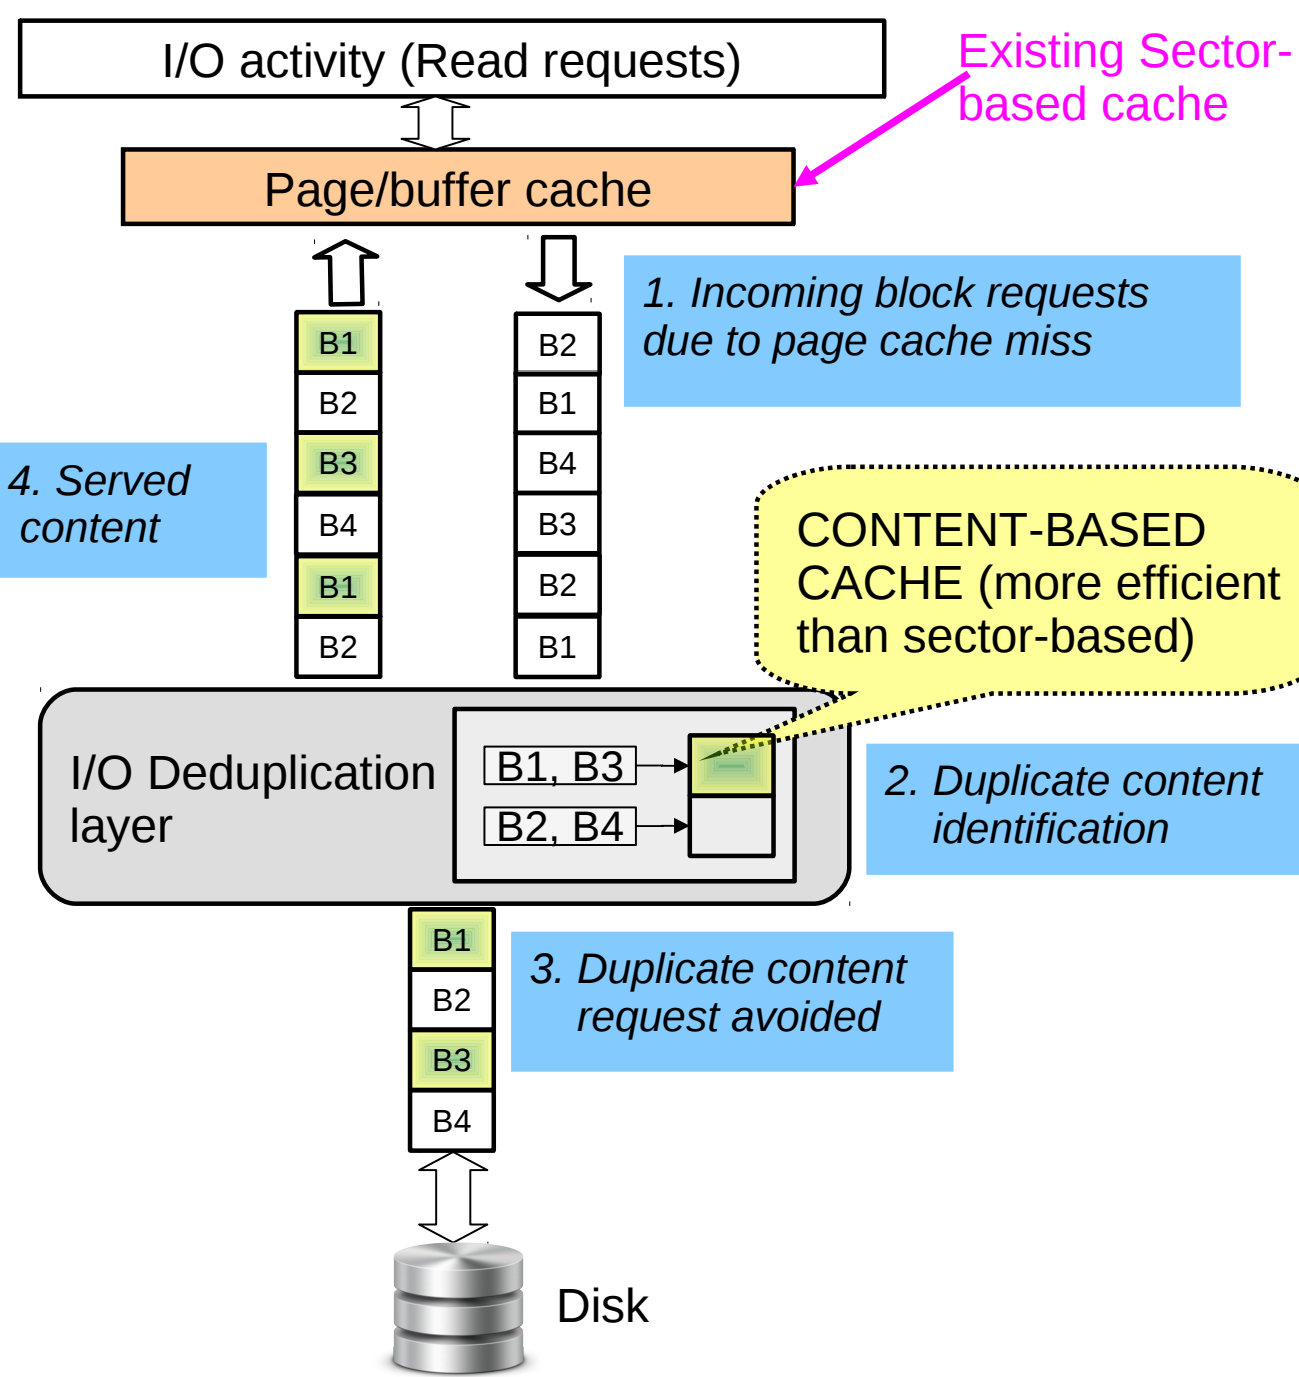 I/O activity (Read requests)
Existing Sector-
based cache
Page/buffer cache
1. Incoming block requests
due to page cache miss
B1
B2
B3
B4
B1
B2
B2
B1
B4
B3
B2
B1
4. Served
content
CONTENT-BASED
CACHE (more efficient
than sector-based)
I/O Deduplication
layer
B1, B3
B2, B4
2. Duplicate content
identification
B1
B2
B3
B4
3. Duplicate content
request avoided
Disk